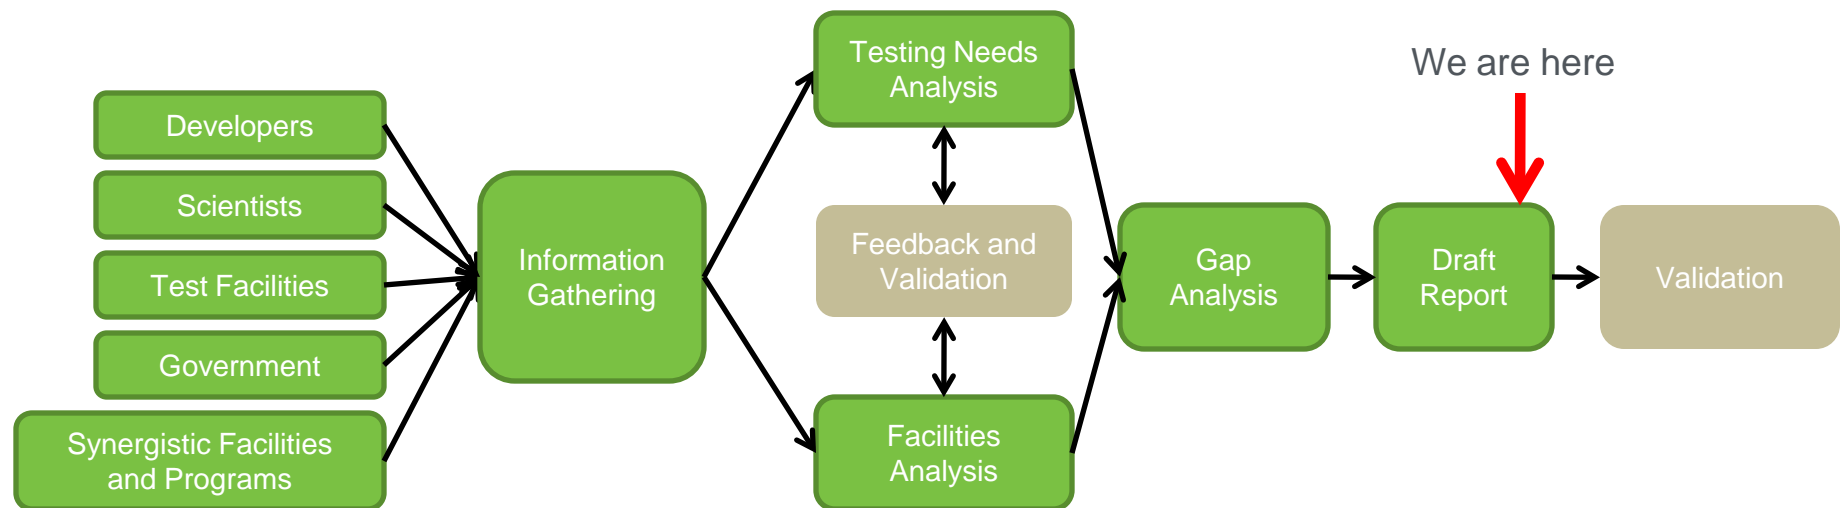 Developers
Scientists
Test Facilities
Government
Synergistic Facilities
and Programs
Information
Gathering
Testing Needs
Analysis
Feedback and
Validation
Facilities
Analysis
Gap
Analysis
We are here
Draft
Report
Validation